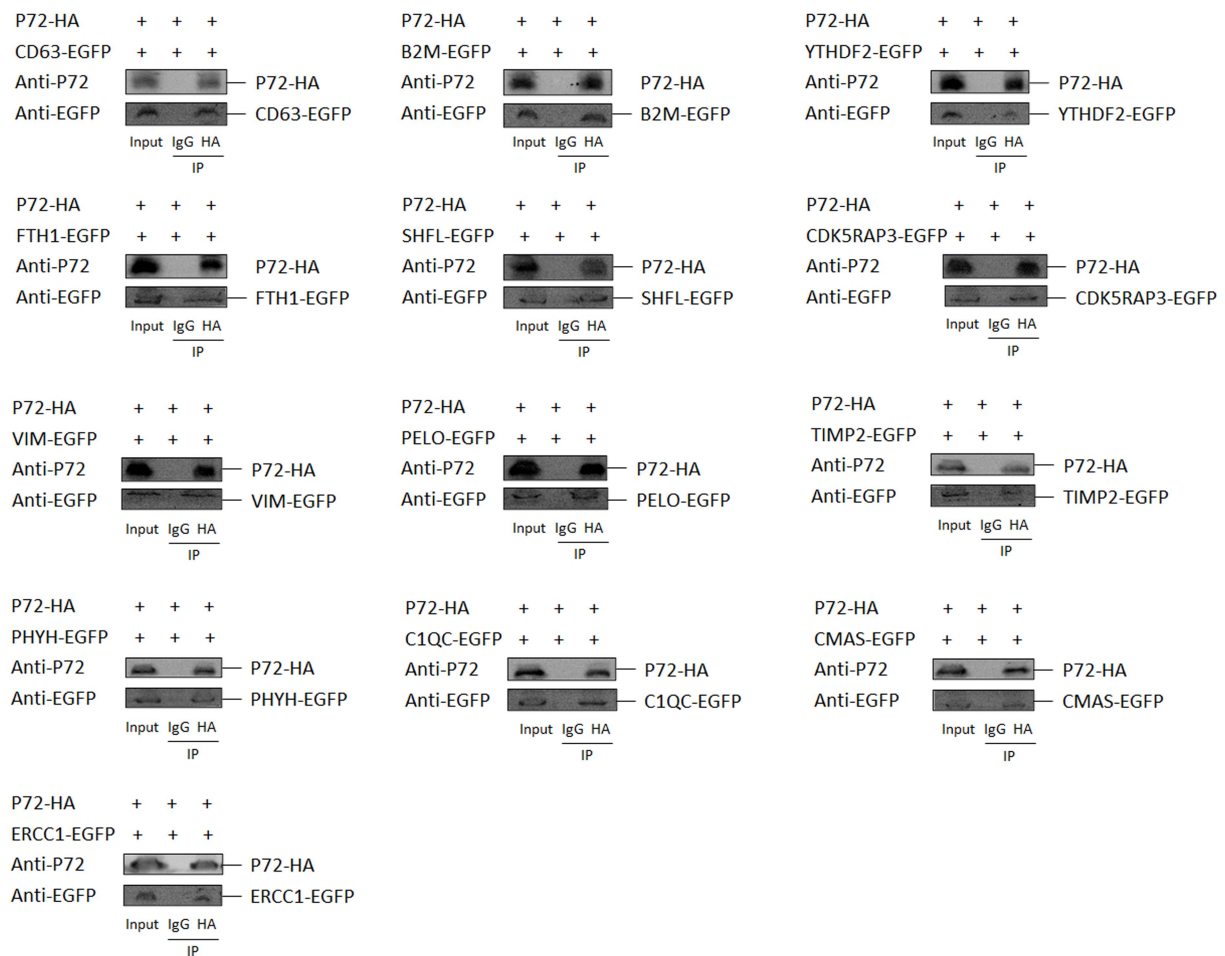 P72-HA + + +
CD63-EGFP + + +
Anti-P72 P72-HA
Anti-EGFP CD63-EGFP
Input IgG HA
IP
P72-HA + + +
B2M-EGFP + + +
Anti-P72 P72-HA
Anti-EGFP B2M-EGFP
Input IgG HA
IP
P72-HA + + +
YTHDF2-EGFP + + +
Anti-P72 P72-HA
Anti-EGFP YTHDF2-EGFP
Input IgG HA
IP
P72-HA + + +
FTH1-EGFP + + +
Anti-P72 P72-HA
Anti-EGFP FTH1-EGFP
Input IgG HA
IP
P72-HA + + +
SHFL-EGFP + + +
Anti-P72 P72-HA
Anti-EGFP SHFL-EGFP
Input IgG HA
IP
P72-HA + + +
CDK5RAP3-EGFP + + +
Anti-P72 P72-HA
Anti-EGFP CDK5RAP3-EGFP
Input IgG HA
IP
P72-HA + + +
VIM-EGFP + + +
Anti-P72 P72-HA
Anti-EGFP VIM-EGFP
Input IgG HA
IP
P72-HA + + +
PELO-EGFP + + +
Anti-P72 P72-HA
Anti-EGFP PELO-EGFP
Input IgG HA
IP
P72-HA + + +
TIMP2-EGFP + + +
Anti-P72 P72-HA
Anti-EGFP TIMP2-EGFP
Input IgG HA
IP
P72-HA + + +
PHYH-EGFP + + +
Anti-P72 P72-HA
Anti-EGFP PHYH-EGFP
Input IgG HA
IP
P72-HA + + +
C1QC-EGFP + + +
Anti-P72 P72-HA
Anti-EGFP C1QC-EGFP
Input IgG HA
IP
P72-HA + + +
CMAS-EGFP + + +
Anti-P72 P72-HA
Anti-EGFP CMAS-EGFP
Input IgG HA
IP
P72-HA + + +
ERCC1-EGFP + + +
Anti-P72 P72-HA
Anti-EGFP ERCC1-EGFP
Input IgG HA
IP